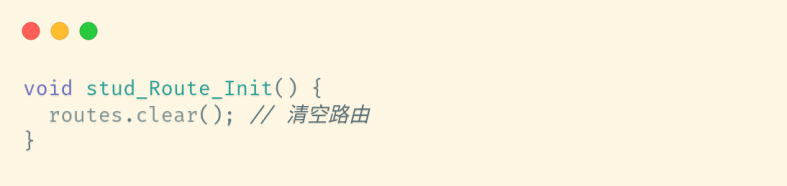 void stud_Route_Init() {
  routes.clear(); // 清空路由
}